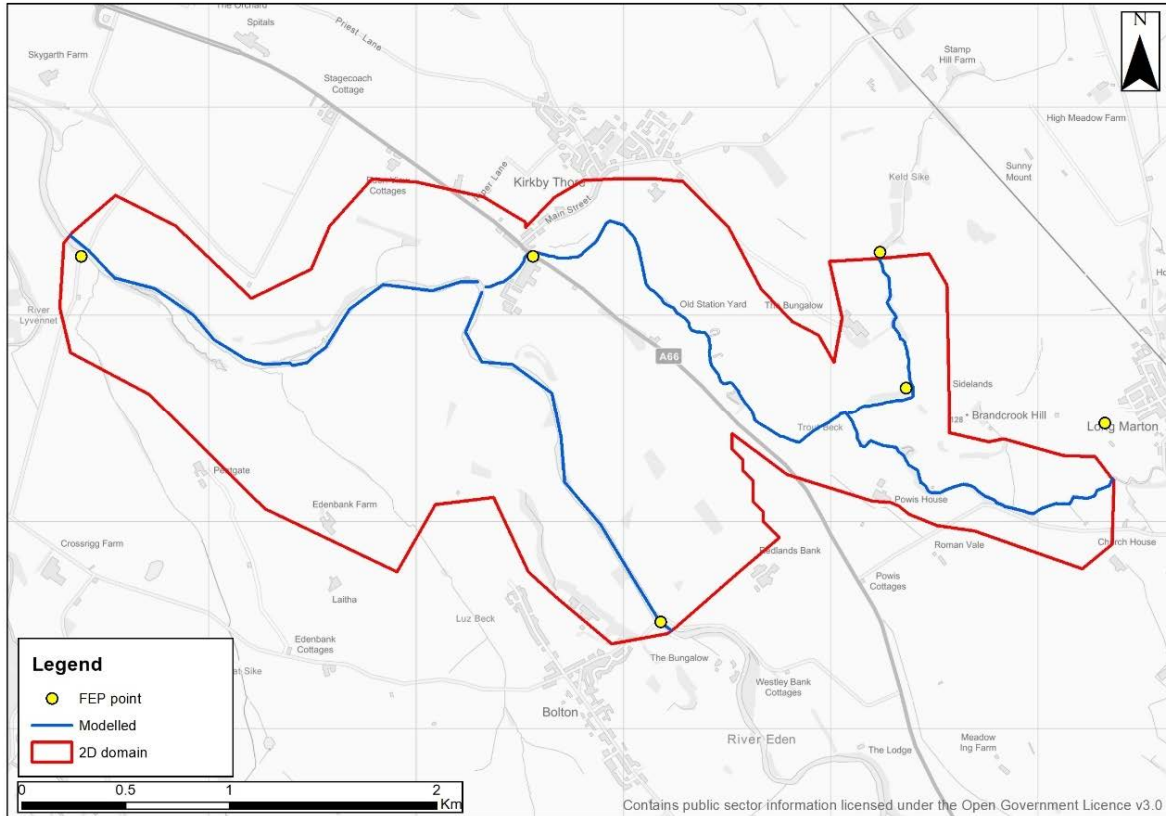 The Orchard
Spitals
Priest Lane
N
Skygarth Farm
Stamp
Hill Farm
Stagecoach
Cottage
High Meadow Farm
Sunny
Mount
Kirkby Thore
Keld Sike
Cottages
Main Street
River
Lyvennet
Old Station Yard
The Bungalow
A66
Sidelands
128
Brandcrook Hill
Long Marton
Trout Beck
Powis House
Edenbank Farm
Crossrigg Farm
Roman Vale
Church House
Redlands Bank
Powis
Cottages
Laitha
Luz Beck
Edenbank
Cottages
The Bungalow
Westley Bank
Cottages
Bolton
River Eden
The Lodge
Meadow
Ing Farm
Legend
FEP point
Modelled
2D domain
0 0.5 1 2
Km
Contains public sector information licensed under the Open Government Licence v3.0